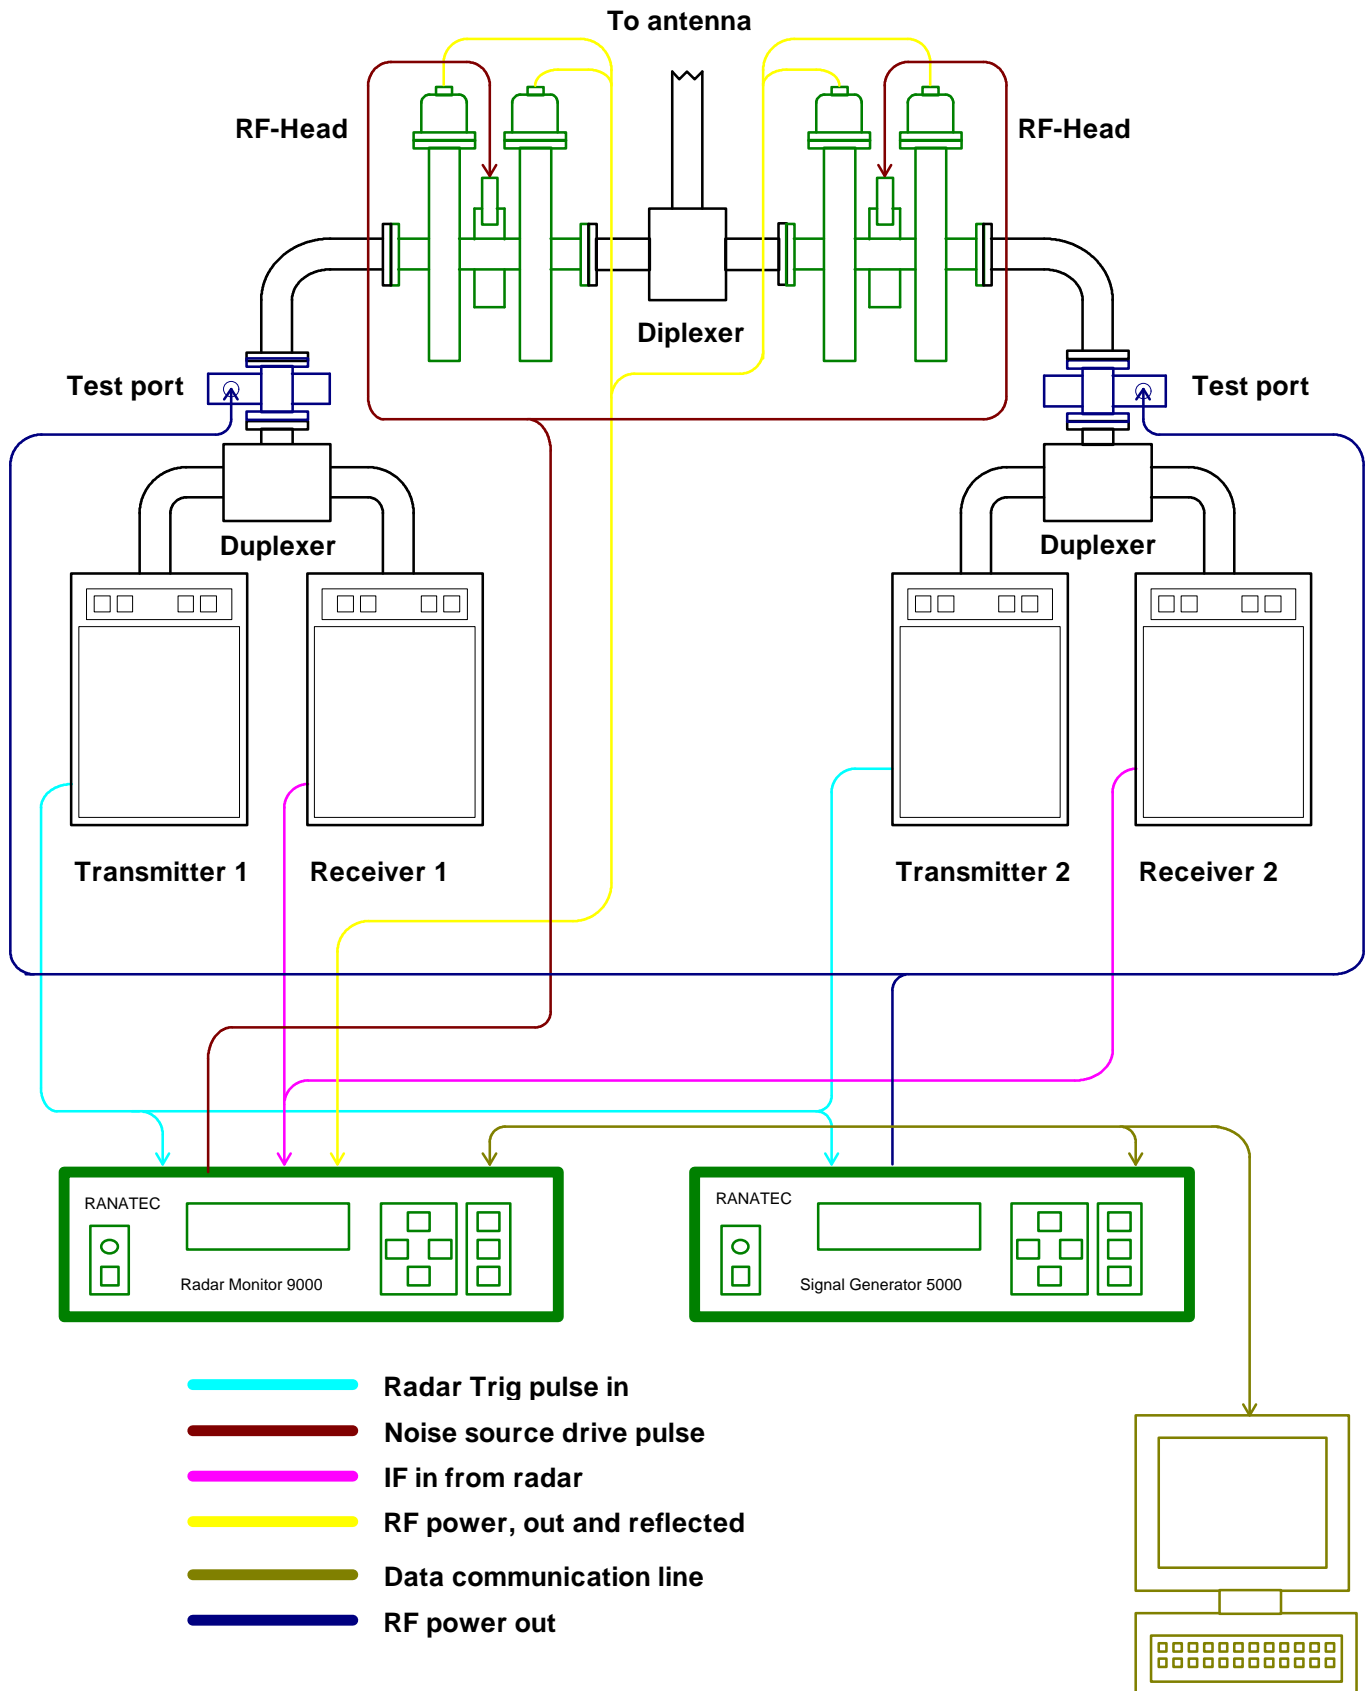 To antenna
RF-Head
RF-Head
Diplexer
Test port
Test port
Duplexer
Duplexer
Transmitter 1
Receiver 1
Transmitter 2
Receiver 2
RANATEC
Radar Monitor 9000
RANATEC
Signal Generator 5000
Radar Trig pulse in
Noise source drive pulse
IF in from radar
RF power, out and reflected
Data communication line
RF power out